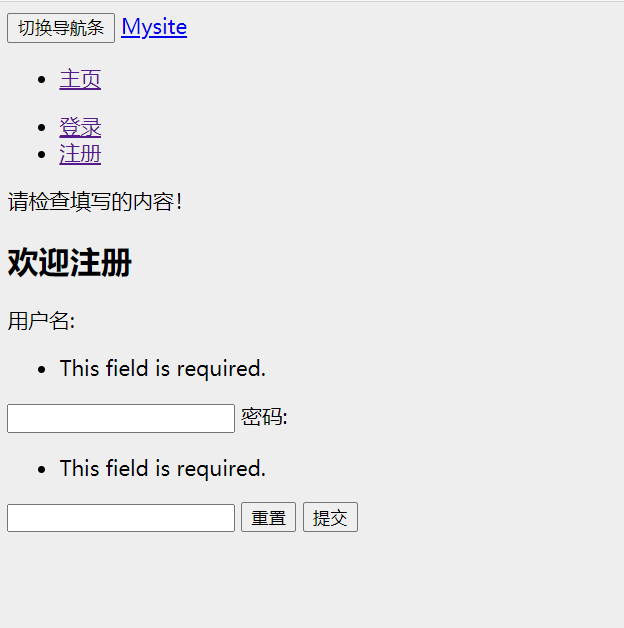 切换导航条 Mysite
主页
登录
注册
请检查填写的内容！
欢迎注册
用户名:
This field is required.
密码:
This field is required.
重置 提交